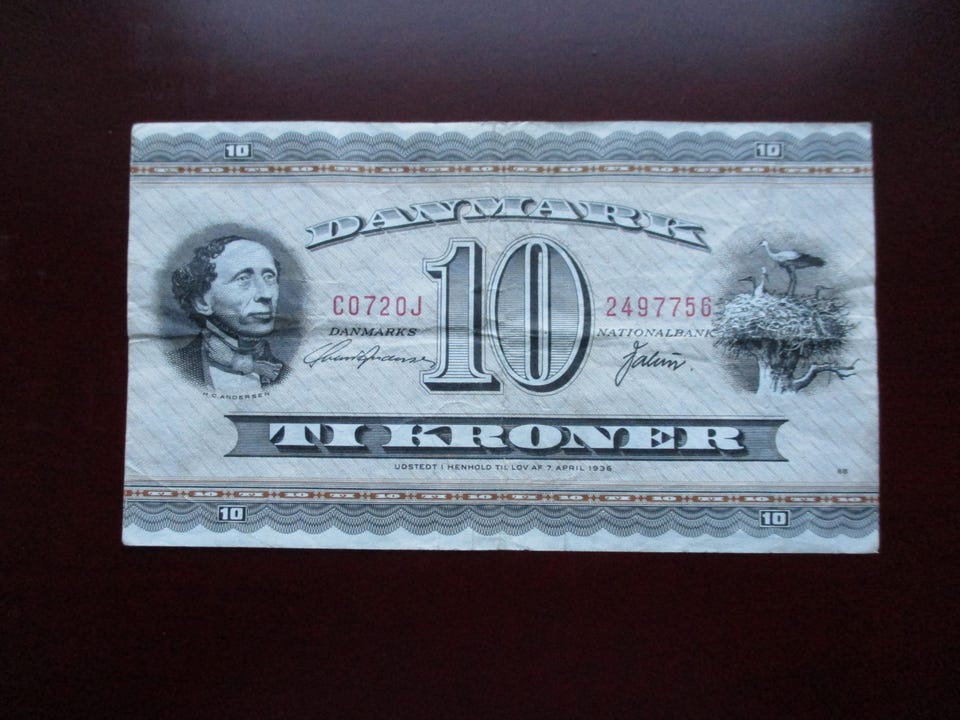 10 10
DANMARK
10
C0720J 2497756
DANMARKS NATIONALBANK
H.C.ANDERSEN
TI KRONER
UDSTEDT I HENHOLD TIL LOV AF 7 APRIL 1936
10 10